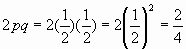 2pq = 2(1/2)(1/2) = 2(1/2)² = 2/4